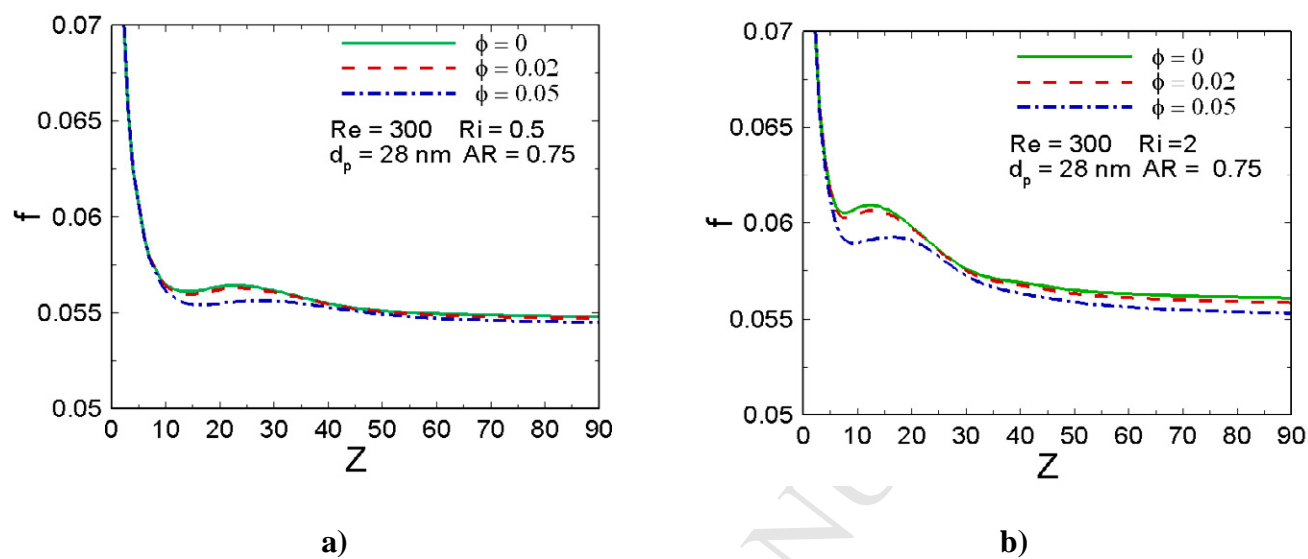 0.07
0.065
0.06
0.055
0.05
f
ϕ = 0
ϕ = 0.02
ϕ = 0.05
Re = 300 Ri = 0.5
dp = 28 nm AR = 0.75
0 10 20 30 40 50 60 70 80 90
Z
a)
0.07
0.065
0.06
0.055
0.05
f
ϕ = 0
ϕ = 0.02
ϕ = 0.05
Re = 300 Ri =2
dp = 28 nm AR = 0.75
0 10 20 30 40 50 60 70 80 90
Z
b)